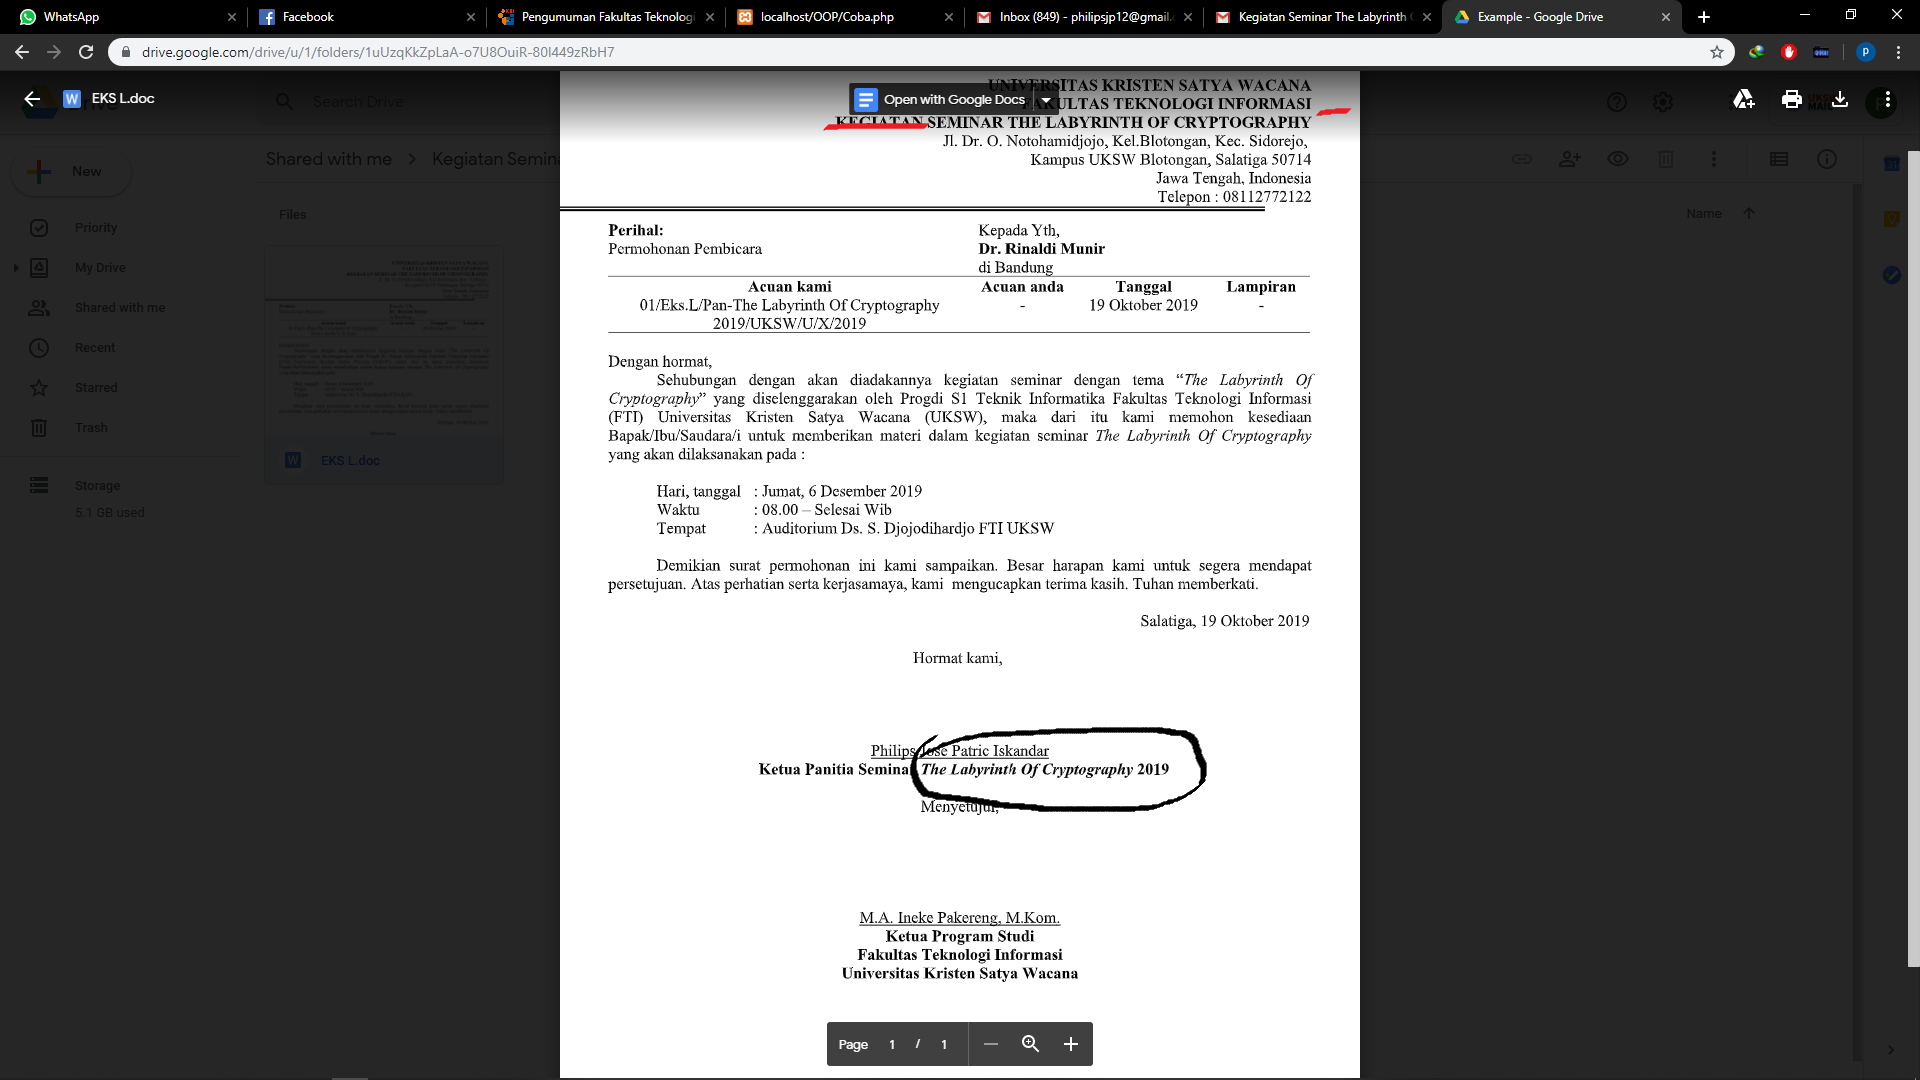 WhatsApp
Facebook
Pengumuman Fakultas Teknologi
localhost/OOP/Coba.php
Inbox (849) - philipsjp12@gmail.
Kegiatan Seminar The Labyrinth
Example - Google Drive
drive.google.com/drive/u/1/folders/1uUzqKkZpLaA-o7U8OuiR-80l449zRbH7
EKS L.doc
Search Drive
Open with Google Docs
New
Shared with me > Kegiatan Semina
Priority
My Drive
Shared with me
Recent
Starred
Trash
Storage
5.1 GB used
Files
EKS L.doc
Name
UNIVERSITAS KRISTEN SATYA WACANA
FAKULTAS TEKNOLOGI INFORMASI
KEGIATAN SEMINAR THE LABYRINTH OF CRYPTOGRAPHY
Jl. Dr. O. Notohamidjojo, Kel.Blotongan, Kec. Sidorejo,
Kampus UKSW Blotongan, Salatiga 50714
Jawa Tengah, Indonesia
Telepon : 08112772122
Perihal: Kepada Yth,
Permohonan Pembicara Dr. Rinaldi Munir
di Bandung
Acuan kami Acuan anda Tanggal Lampiran
01/Eks.L/Pan-The Labyrinth Of Cryptography - 19 Oktober 2019 -
2019/UKSW/U/X/2019
Dengan hormat,
Sehubungan dengan akan diadakannya kegiatan seminar dengan tema “The Labyrinth Of
Cryptography” yang diselenggarakan oleh Progdi S1 Teknik Informatika Fakultas Teknologi Informasi
(FTI) Universitas Kristen Satya Wacana (UKSW), maka dari itu kami memohon kesediaan
Bapak/Ibu/Saudara/i untuk memberikan materi dalam kegiatan seminar The Labyrinth Of Cryptography
yang akan dilaksanakan pada :
Hari, tanggal : Jumat, 6 Desember 2019
Waktu : 08.00 – Selesai Wib
Tempat : Auditorium Ds. S. Djojodihardjo FTI UKSW
Demikian surat permohonan ini kami sampaikan. Besar harapan kami untuk segera mendapat
persetujuan. Atas perhatian serta kerjasamaya, kami mengucapkan terima kasih. Tuhan memberkati.
Salatiga, 19 Oktober 2019
Hormat kami,
Philips Jose Patric Iskandar
Ketua Panitia Seminar The Labyrinth Of Cryptography 2019
Menyetujui,
M.A. Ineke Pakereng, M.Kom.
Ketua Program Studi
Fakultas Teknologi Informasi
Universitas Kristen Satya Wacana
Page 1 / 1